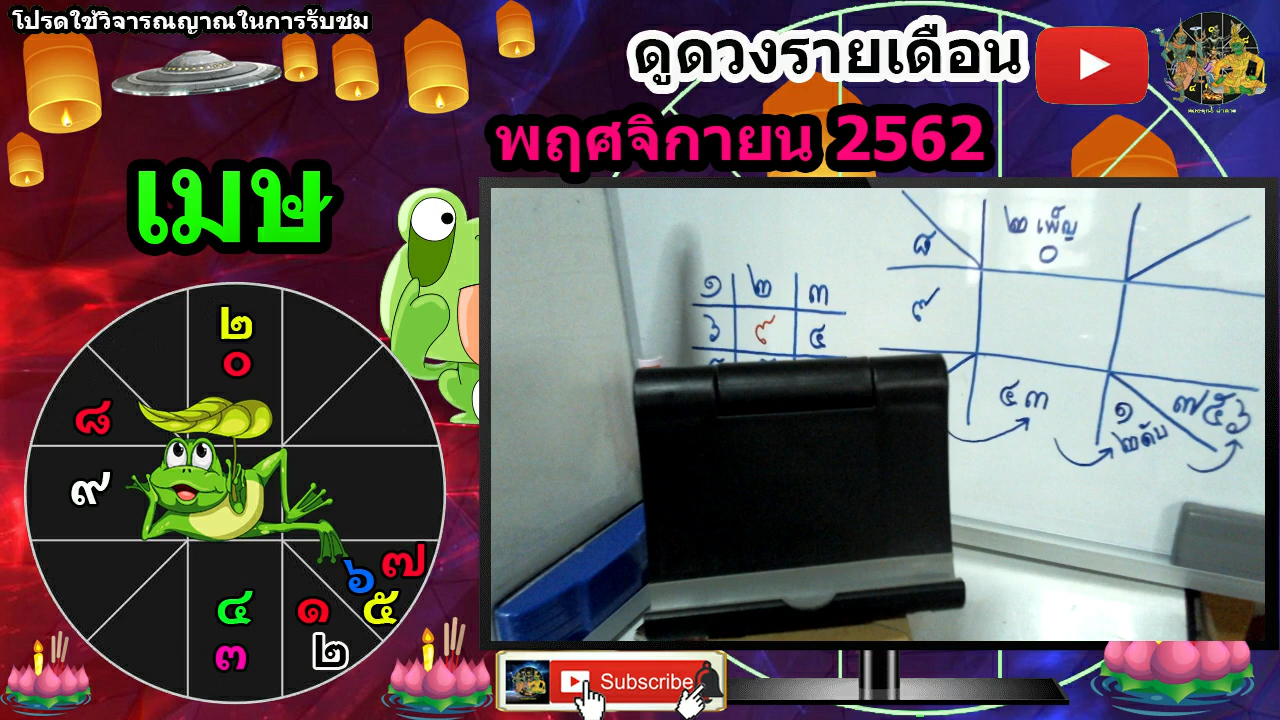 โปรดใช้วิจารณญาณในการรับชม
ดูดวงรายเดือน
พฤศจิกายน 2562
เมษ
๒
๐
๘
๙
๗
๖
๕
๔
๑
๓
๒
๑ ๒ ๓
๖ ๙ ๔
๘
๒ เพ็ญ
๐
๙
๔ ๓
๑
๒ ดับ
๗ ๕ ๖
Subscribe